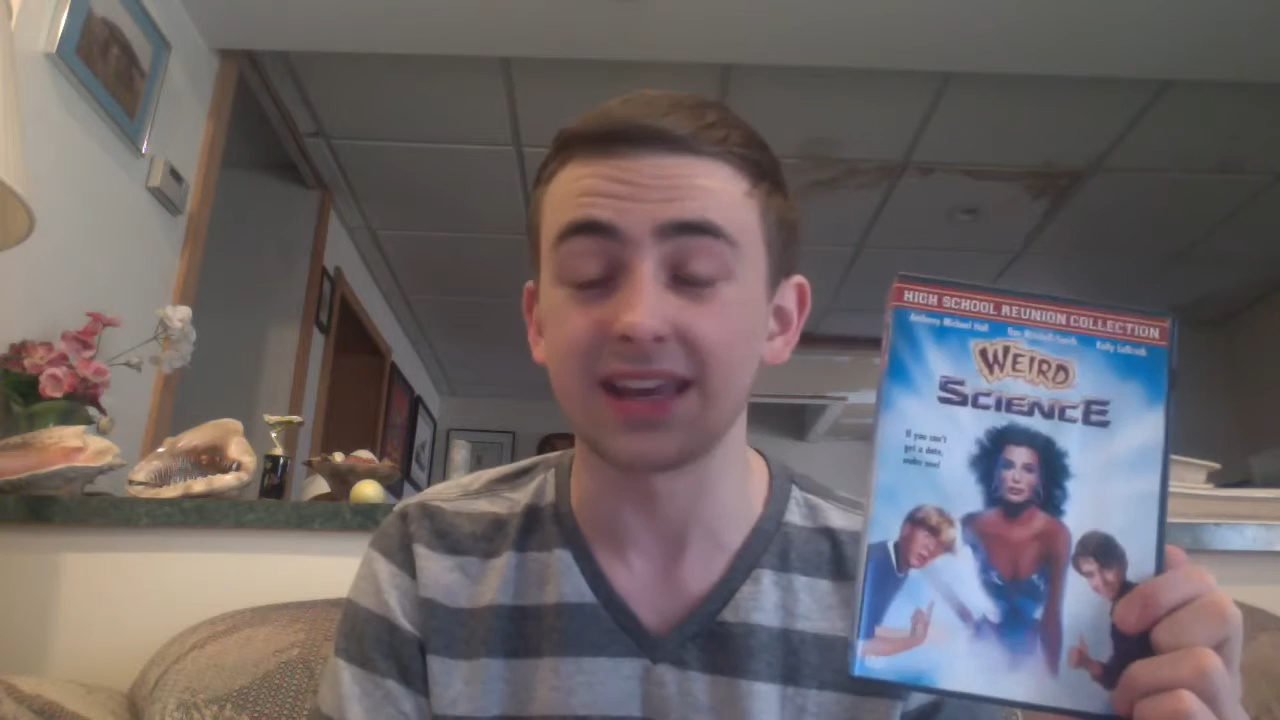 HIGH SCHOOL REUNION COLLECTION
Anthony Michael Hall Ilan Mitchell-Smith Kelly LeBrock
WEIRD
SCIENCE
If you can't
get a date,
make one!